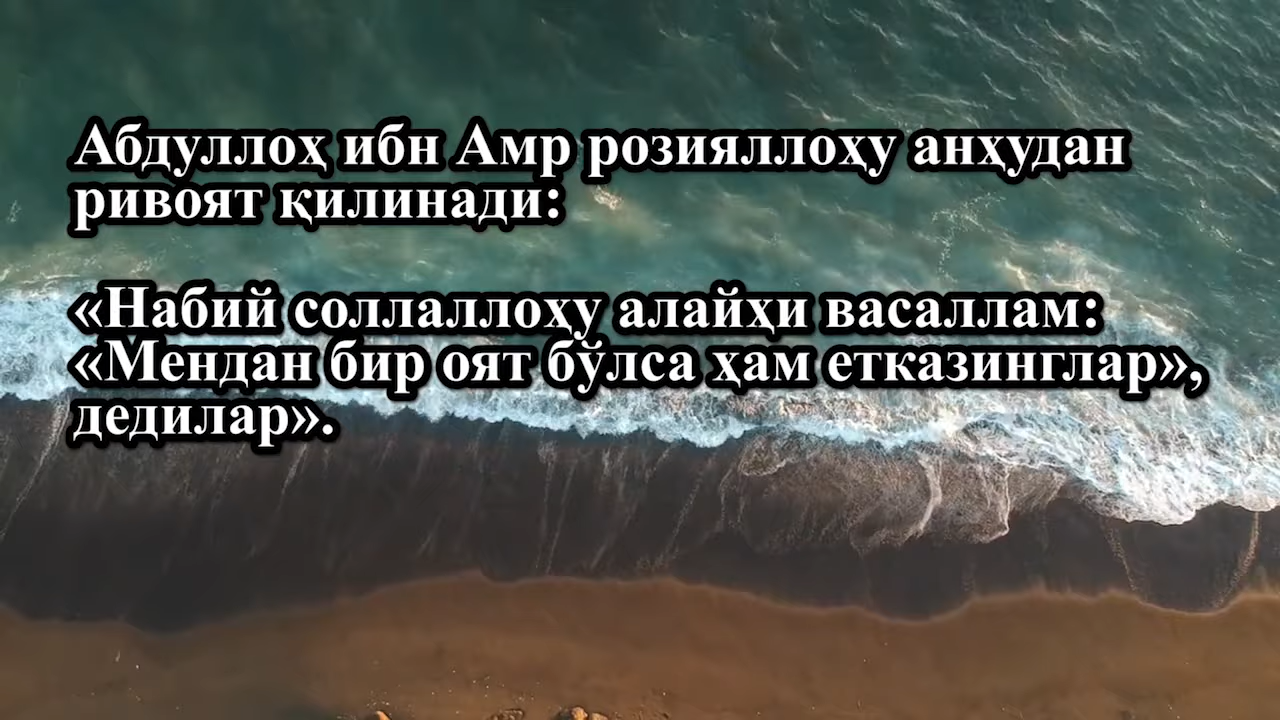 Абдуллоҳ ибн Амр розияллоҳу анҳудан
ривоят қилинади:
«Набий соллаллоҳу алайҳи васаллам:
«Мендан бир оят бўлса ҳам етказинглар»,
дедилар».